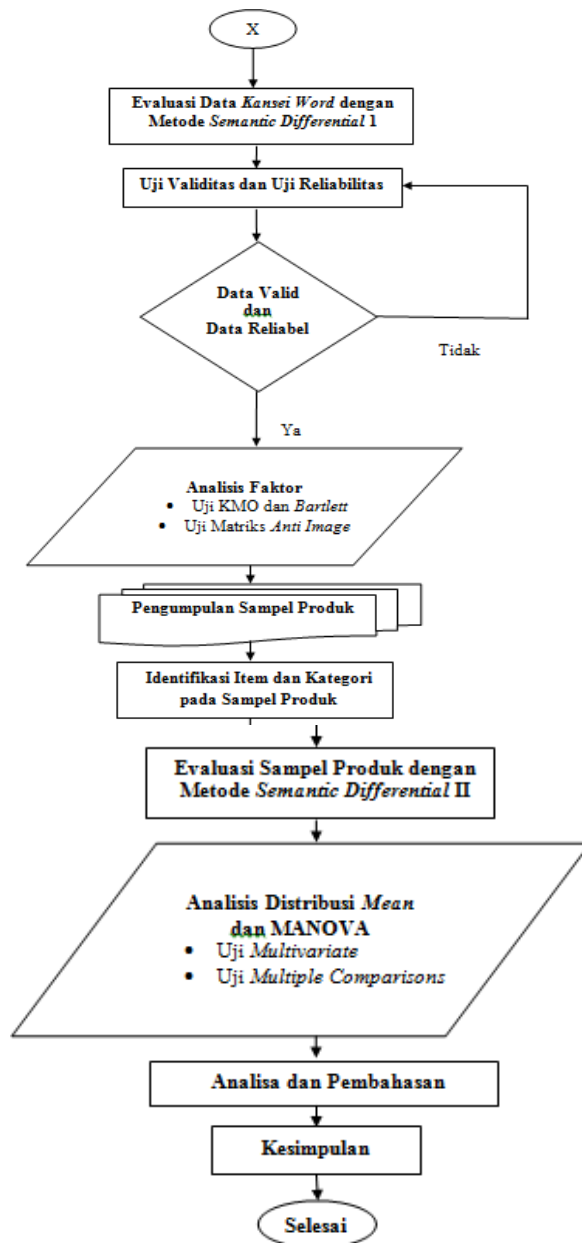 X
Evaluasi Data Kansei Word dengan
Metode Semantic Differential 1
Uji Validitas dan Uji Reliabilitas
Data Valid
dan
Data Reliabel
Tidak
Ya
Analisis Faktor
• Uji KMO dan Bartlett
• Uji Matriks Anti Image
Pengumpulan Sampel Produk
Identifikasi Item dan Kategori
pada Sampel Produk
Evaluasi Sampel Produk dengan
Metode Semantic Differential II
Analisis Distribusi Mean
dan MANOVA
• Uji Multivariate
• Uji Multiple Comparisons
Analisa dan Pembahasan
Kesimpulan
Selesai